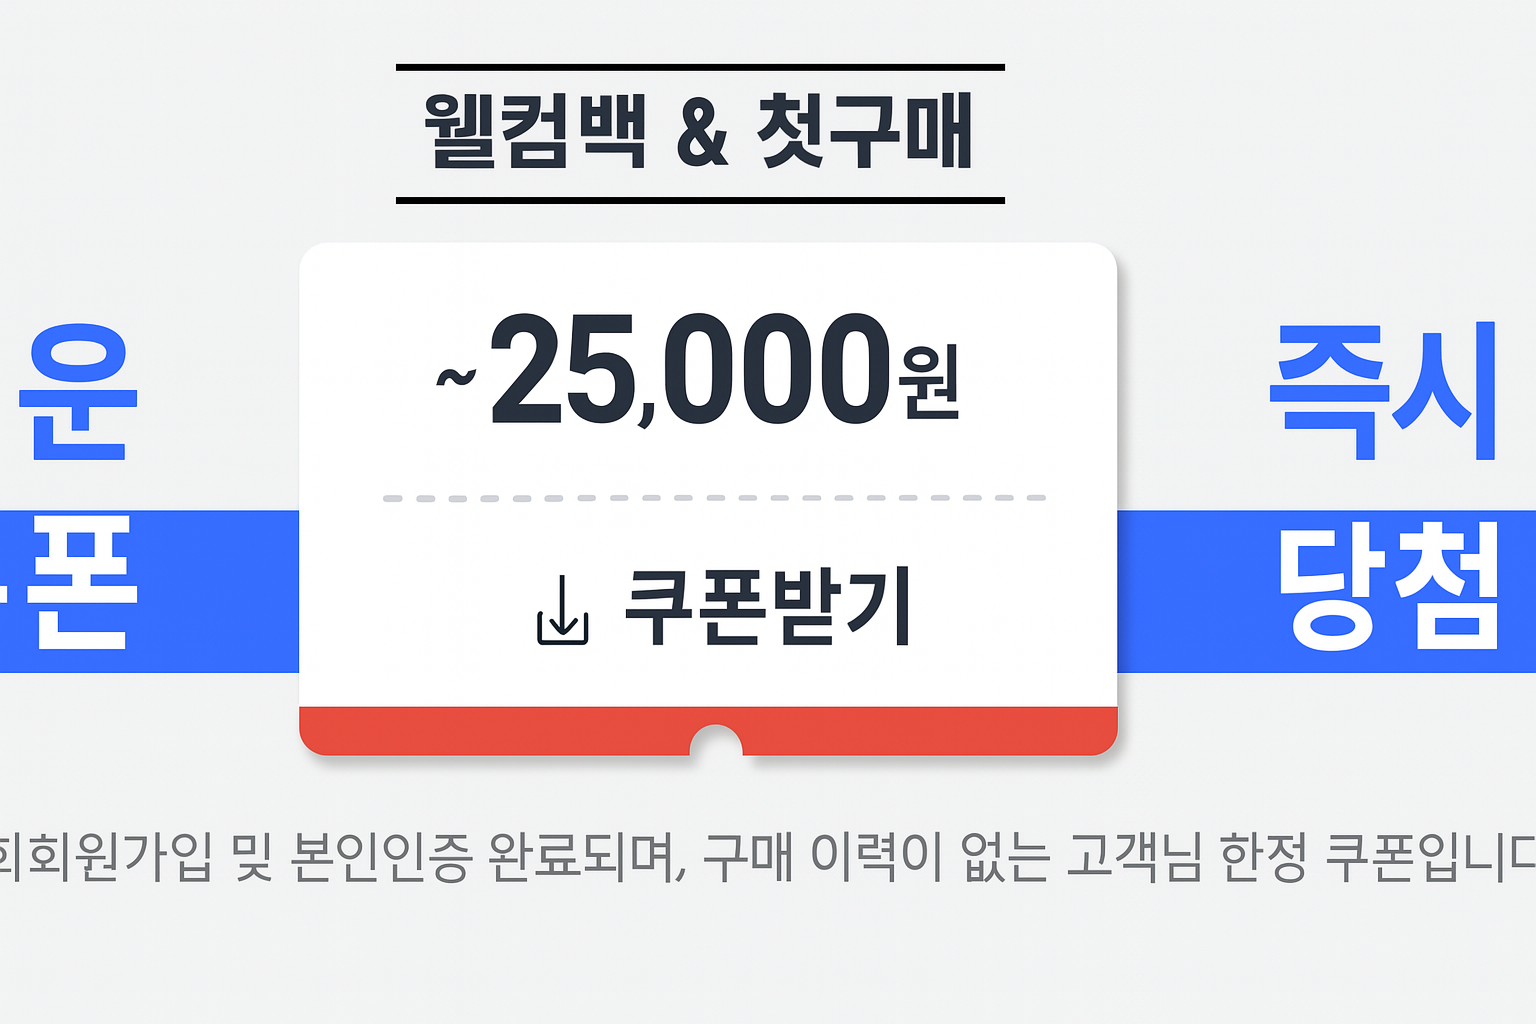 웰컴백 & 첫구매
~25,000원
운
즉시
폰
쿠폰받기
당첨
회회원가입 및 본인인증 완료되며, 구매 이력이 없는 고객님 한정 쿠폰입니다